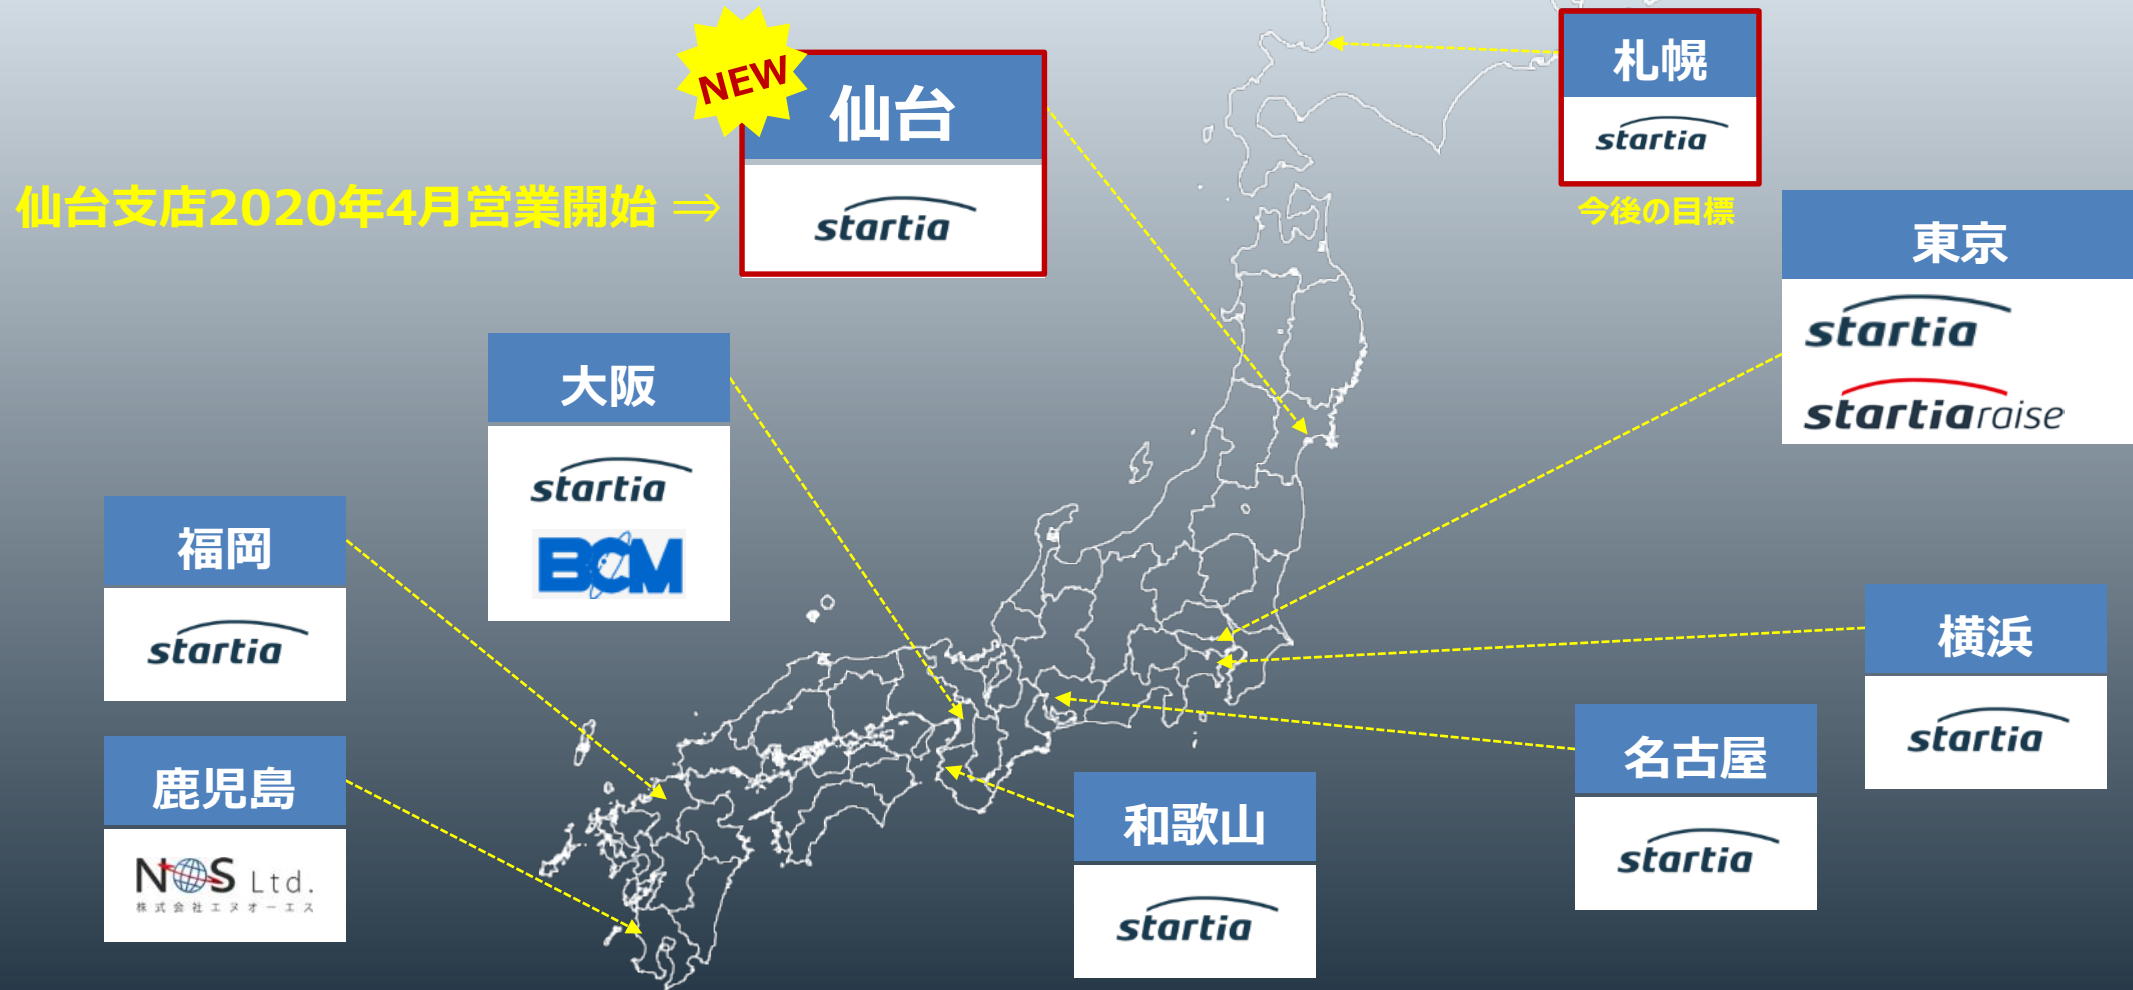 NEW
仙台
startia
仙台支店2020年4月営業開始 ⇒
札幌
startia
今後の目標
東京
startia
startiaraise
大阪
startia
BCM
福岡
startia
鹿児島
NOS Ltd.
株式会社エヌオーエス
横浜
startia
名古屋
startia
和歌山
startia